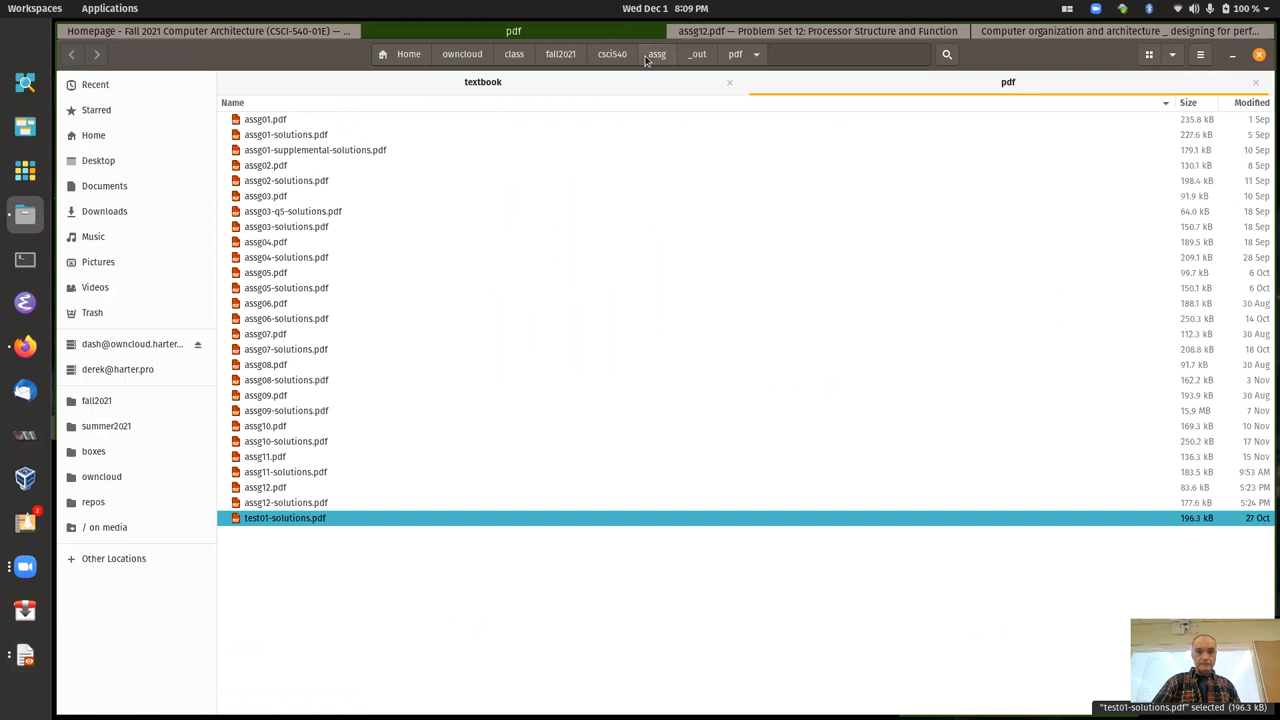 Workspaces Applications Wed Dec 1 8:09 PM 100 %
Homepage - Fall 2021 Computer Architecture (CSCI-540-01E) — ... pdf assg12.pdf — Problem Set 12: Processor Structure and Function Computer organization and architecture _ designing for perf...
Home owncloud class fall2021 csci540 assg _out pdf
Recent
Starred
Home
Desktop
Documents
Downloads
Music
Pictures
Videos
Trash
dash@owncloud.harter...
derek@harter.pro
fall2021
summer2021
boxes
owncloud
repos
/ on media
Other Locations
2
textbook pdf
Name Size Modified
assg01.pdf 235.8 kB 1 Sep
assg01-solutions.pdf 227.6 kB 5 Sep
assg01-supplemental-solutions.pdf 179.1 kB 10 Sep
assg02.pdf 130.1 kB 8 Sep
assg02-solutions.pdf 198.4 kB 11 Sep
assg03.pdf 91.9 kB 10 Sep
assg03-q5-solutions.pdf 64.0 kB 18 Sep
assg03-solutions.pdf 150.7 kB 18 Sep
assg04.pdf 189.5 kB 18 Sep
assg04-solutions.pdf 209.1 kB 28 Sep
assg05.pdf 99.7 kB 6 Oct
assg05-solutions.pdf 150.1 kB 6 Oct
assg06.pdf 188.1 kB 30 Aug
assg06-solutions.pdf 250.3 kB 14 Oct
assg07.pdf 112.3 kB 30 Aug
assg07-solutions.pdf 208.8 kB 18 Oct
assg08.pdf 91.7 kB 30 Aug
assg08-solutions.pdf 162.2 kB 3 Nov
assg09.pdf 193.9 kB 30 Aug
assg09-solutions.pdf 15.9 MB 7 Nov
assg10.pdf 169.3 kB 10 Nov
assg10-solutions.pdf 250.2 kB 17 Nov
assg11.pdf 136.3 kB 15 Nov
assg11-solutions.pdf 183.5 kB 9:53 AM
assg12.pdf 83.6 kB 5:23 PM
assg12-solutions.pdf 177.6 kB 5:24 PM
test01-solutions.pdf 196.3 kB 27 Oct
"test01-solutions.pdf" selected (196.3 kB)